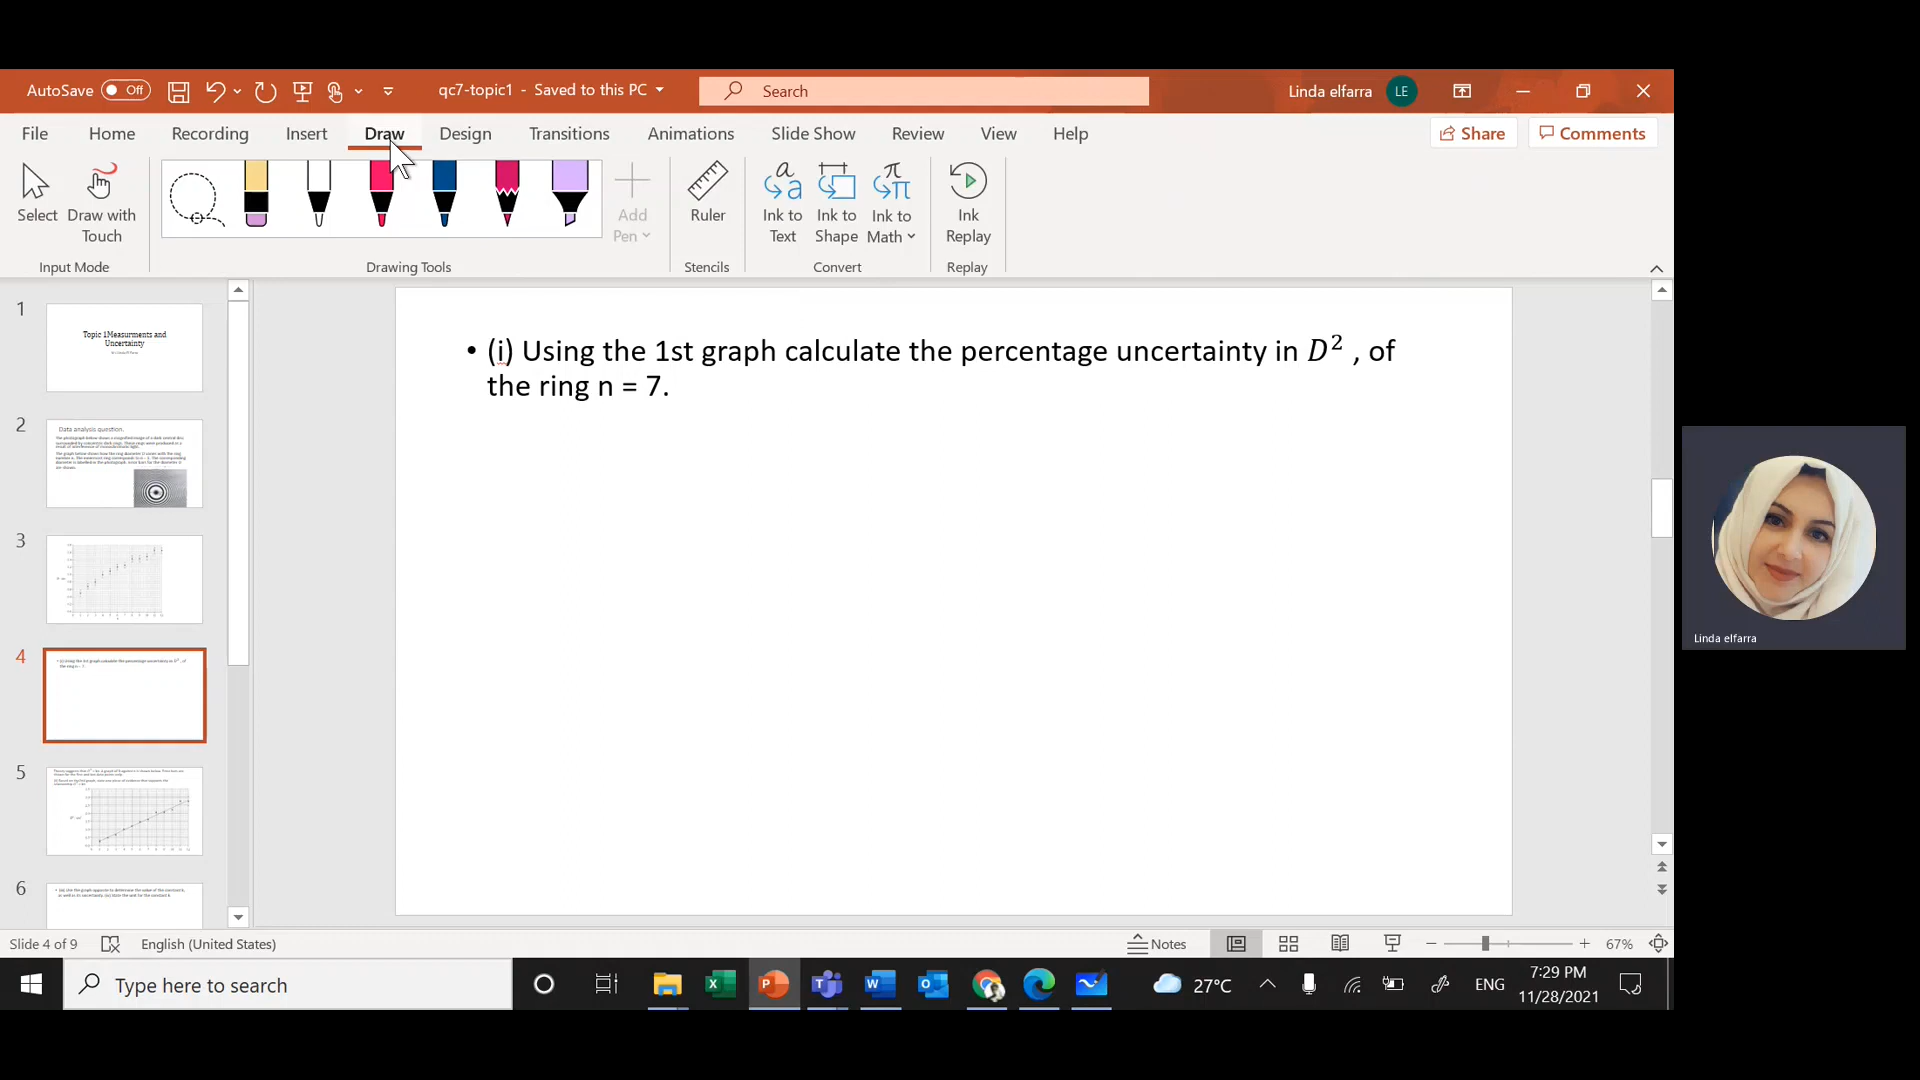 AutoSave Off
qc7-topic1 - Saved to this PC
Search
Linda elfarra LE
File Home Recording Insert Draw Design Transitions Animations Slide Show Review View Help
Share Comments
Select
Draw with
Touch
Add
Pen
Ruler
Ink to
Text
Ink to
Shape
Ink to
Math
Ink
Replay
Input Mode Drawing Tools Stencils Convert Replay
1
Topic 1Measurments and
Uncertainty
2
Data analysis question.
3
4
5
6
• (i) Using the 1st graph calculate the percentage uncertainty in D² , of
the ring n = 7.
Linda elfarra
Slide 4 of 9 English (United States) Notes 67%
Type here to search
27°C ENG
7:29 PM
11/28/2021